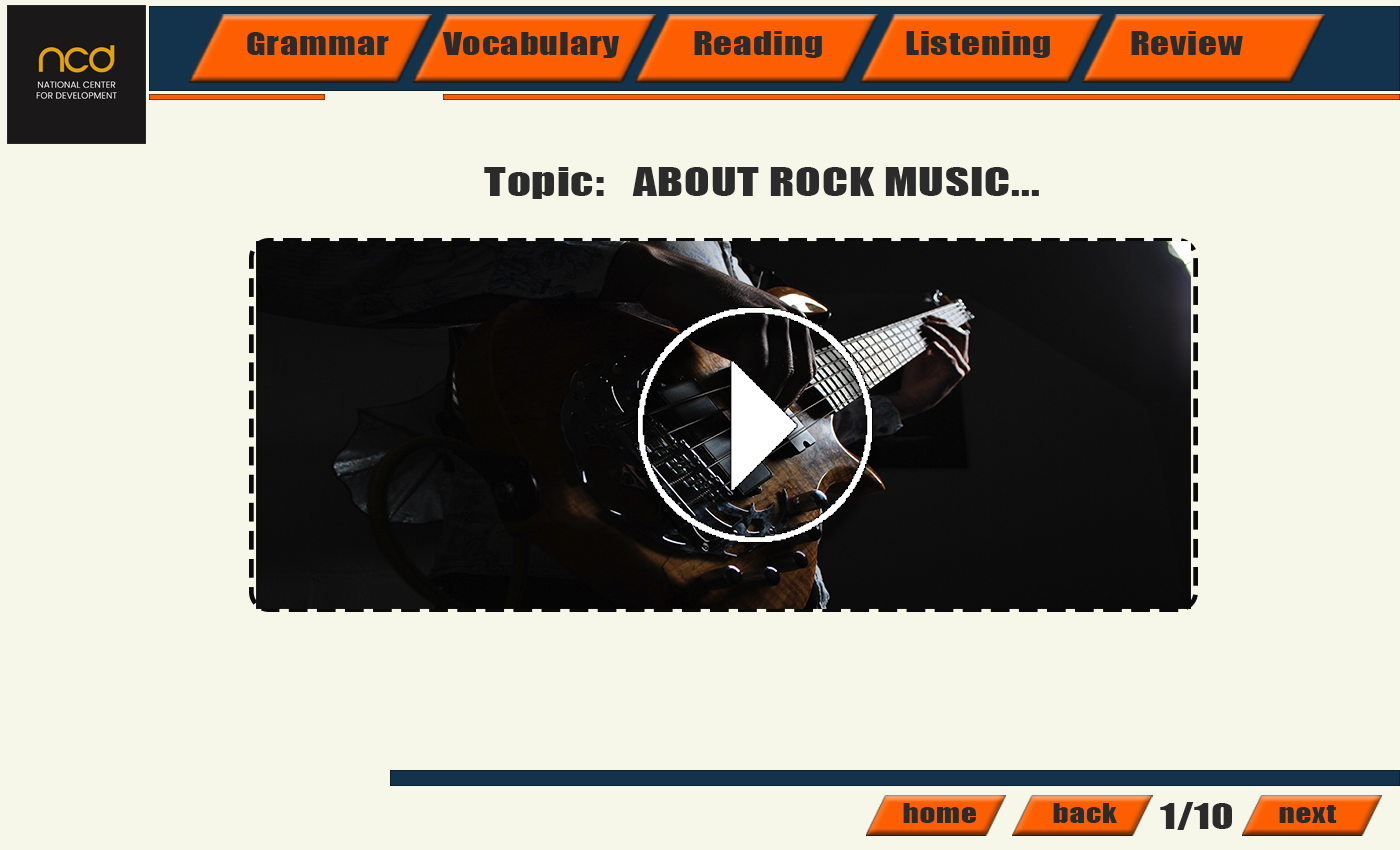 ncd
NATIONAL CENTER
FOR DEVELOPMENT
Grammar Vocabulary Reading Listening Review
Topic: ABOUT ROCK MUSIC...
home back 1/10 next